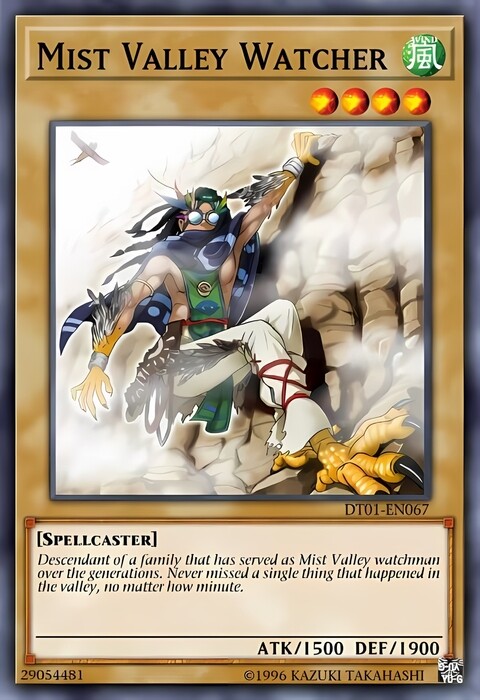 MIST VALLEY WATCHER
WIND
風
DT01-EN067
[SPELLCASTER]
Descendant of a family that has served as Mist Valley watchman
over the generations. Never missed a single thing that happened in
the valley, no matter how minute.
ATK/1500 DEF/1900
29054481
©1996 KAZUKI TAKAHASHI